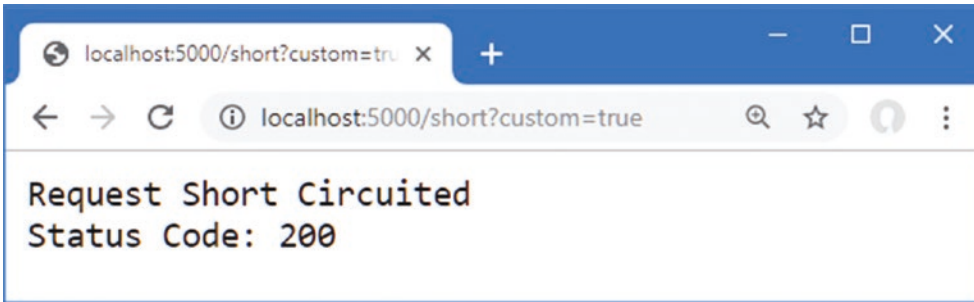 localhost:5000/short?custom=tru
localhost:5000/short?custom=true
Request Short Circuited
Status Code: 200